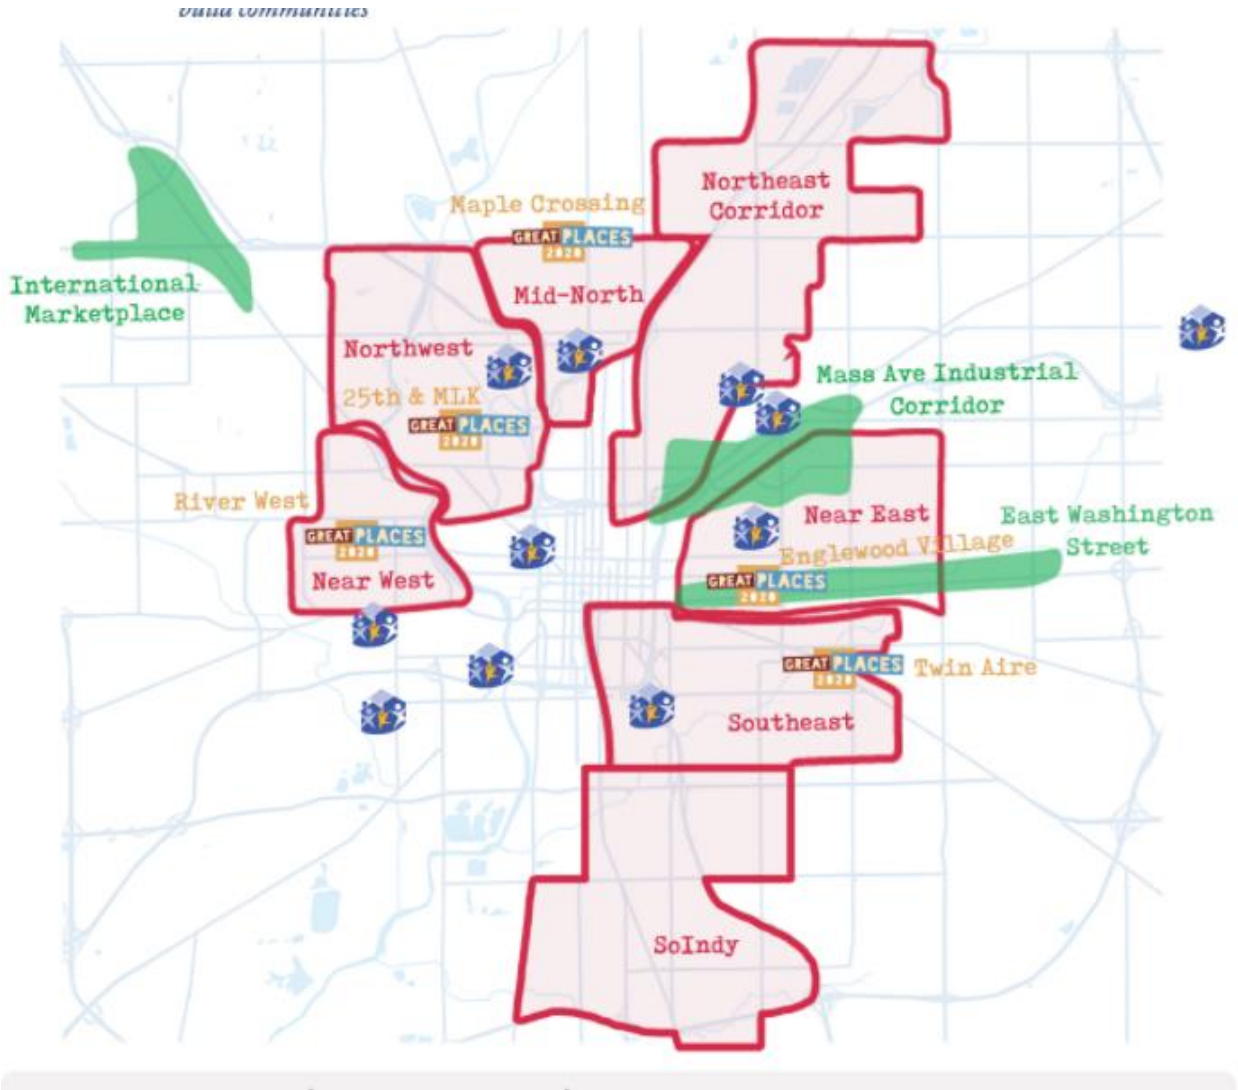 build communities
Northeast
Corridor
Maple Crossing
GREAT PLACES
2020
Mid-North
International
Marketplace
Northwest
25th & MLK
GREAT PLACES
2020
Mass Ave Industrial
Corridor
River West
GREAT PLACES
2020
Near West
Near East
East Washington
Street
Englewood Village
GREAT PLACES
2020
GREAT PLACES
2020
Twin Aire
Southeast
SoIndy